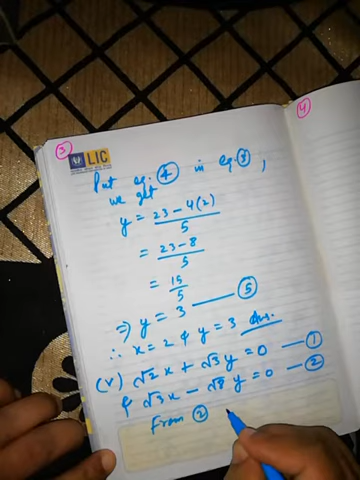 3
4
LIC
Put eq. ④ in eq. ③,
we get
y = 23 - 4(2) / 5
= 23 - 8 / 5
= 15 / 5
⇒ y = 3 —— ⑤
∴ x = 2 & y = 3 Ans.
(v) √2 x + √3 y = 0 — ①
& √3 x - √8 y = 0 — ②
From ②